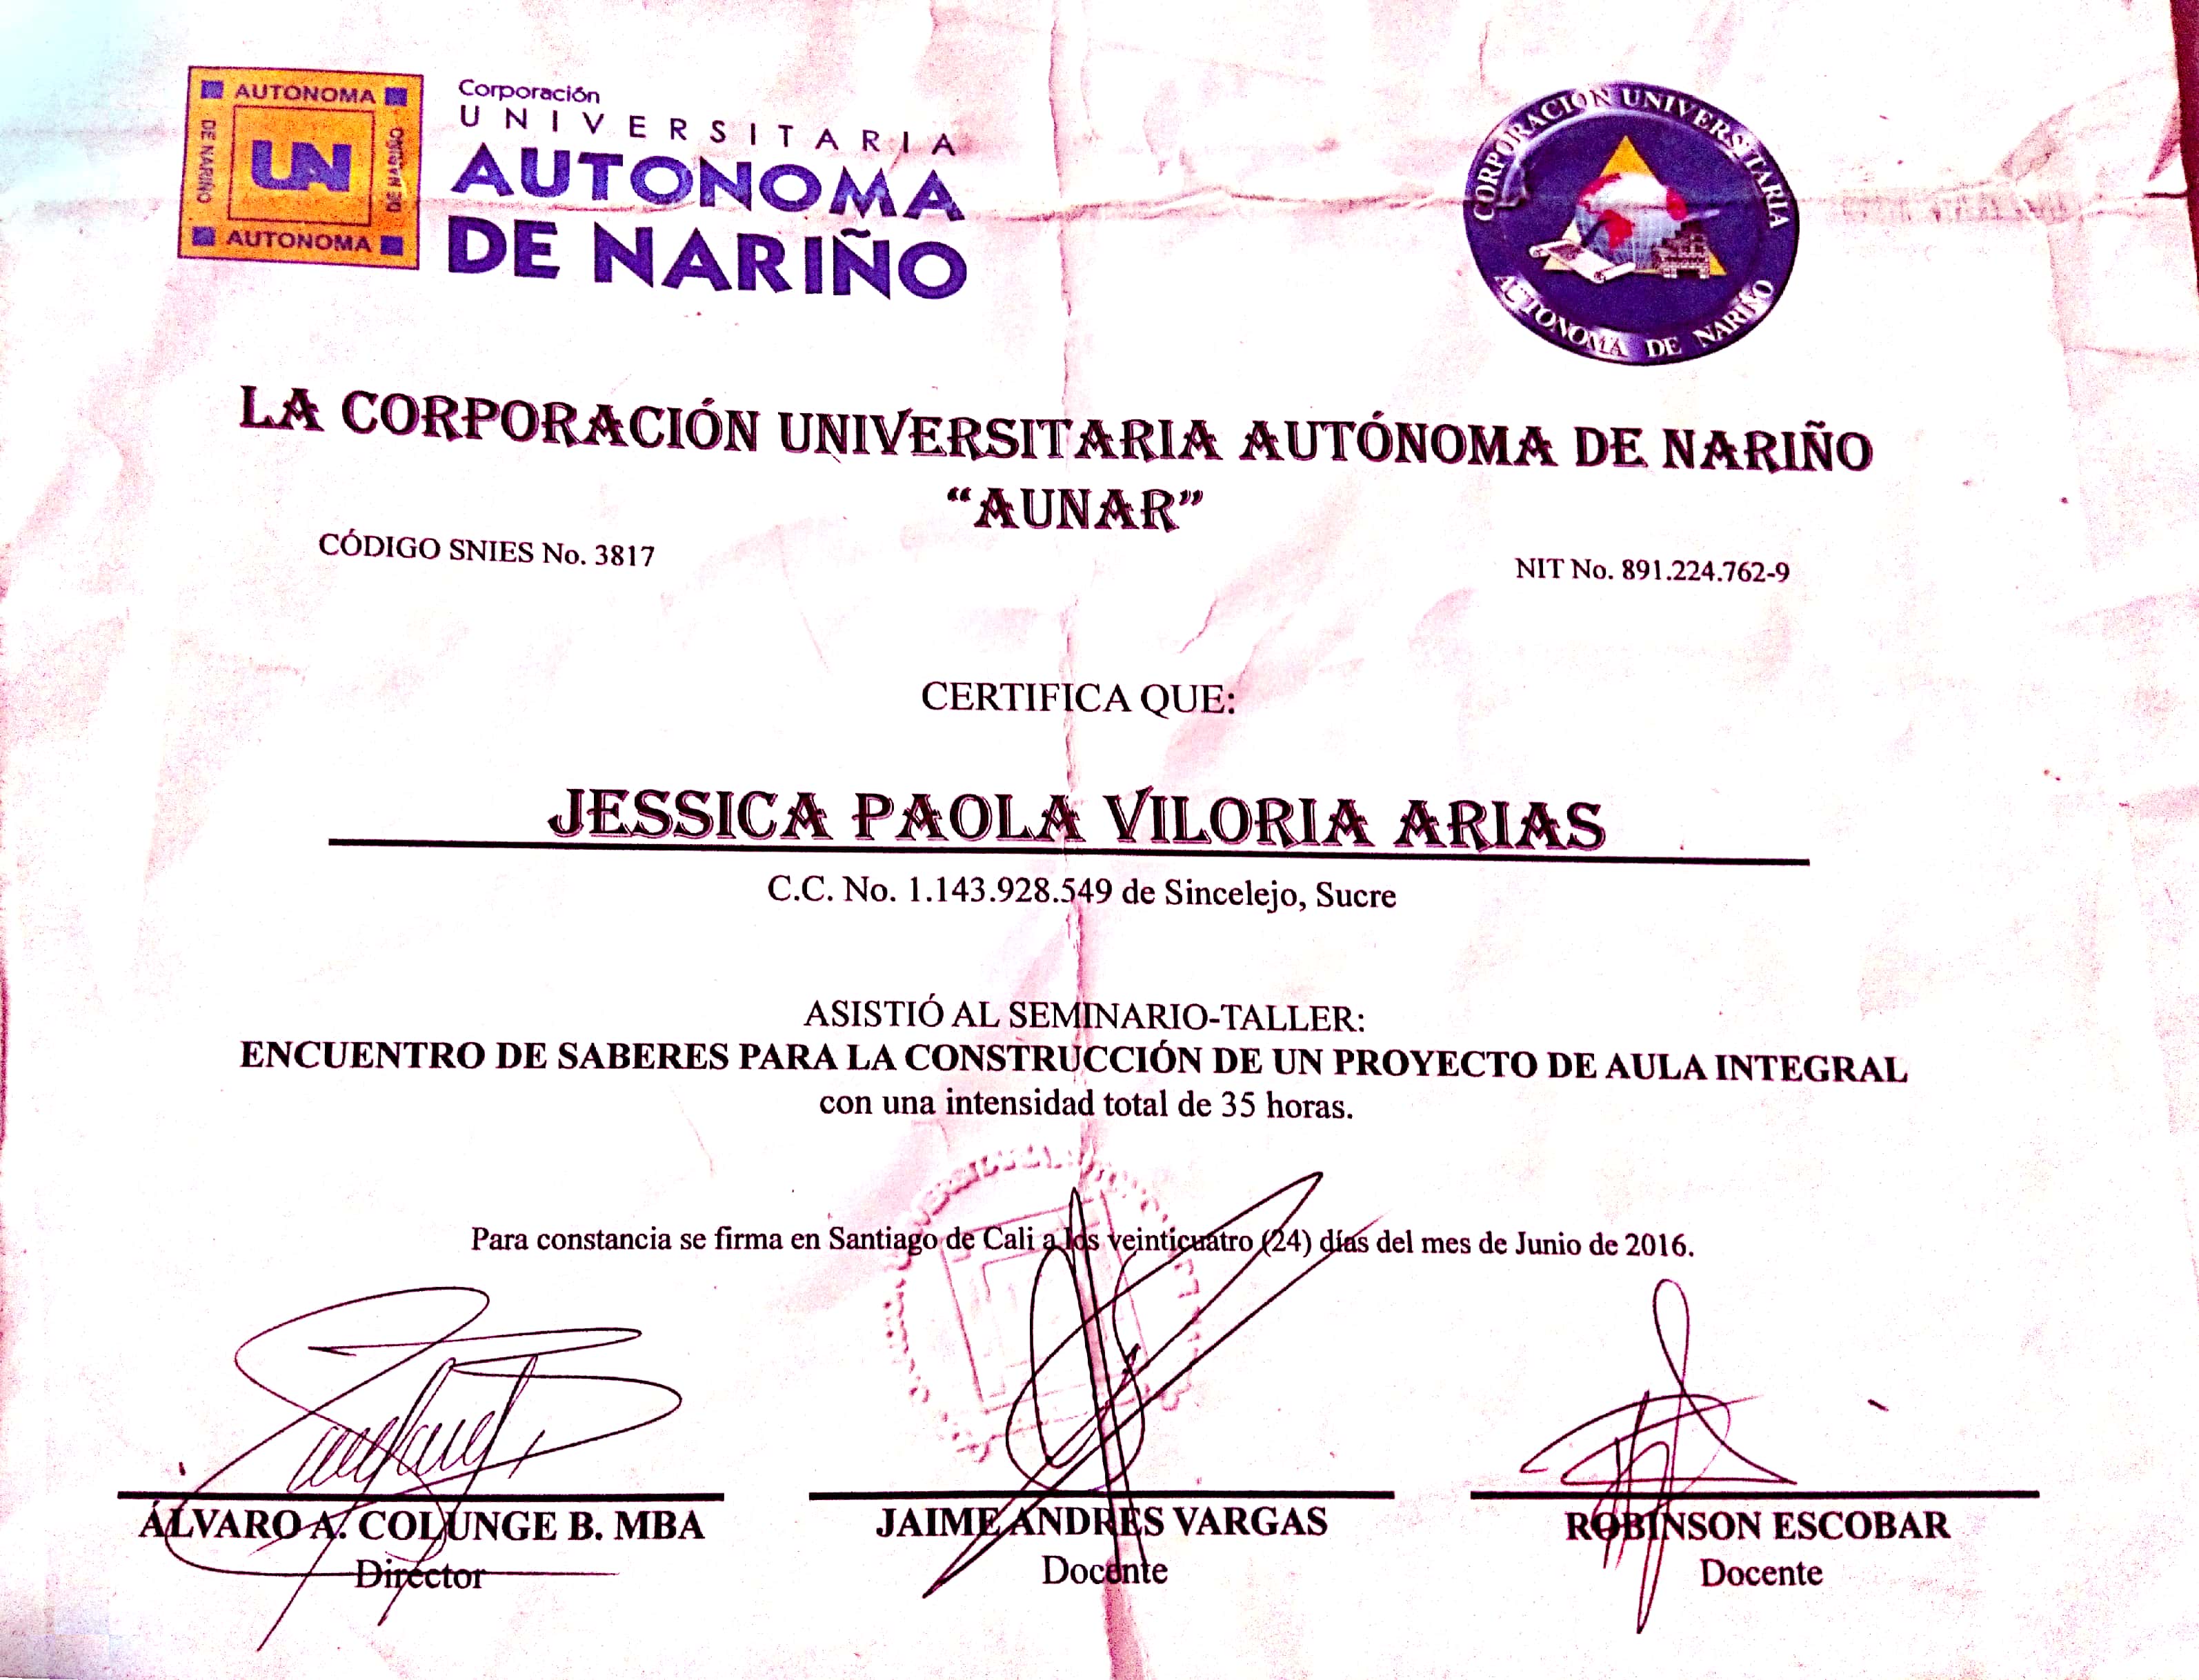 AUTONOMA
DE NARIÑO
UN
DE NARIÑO
AUTONOMA
Corporación
UNIVERSITARIA
AUTONOMA
DE NARIÑO
CORPORACIÓN UNIVERSITARIA
AUTONOMA DE NARIÑO
LA CORPORACIÓN UNIVERSITARIA AUTÓNOMA DE NARIÑO
“AUNAR”
CÓDIGO SNIES No. 3817
NIT No. 891.224.762-9
CERTIFICA QUE:
JESSICA PAOLA VILORIA ARIAS
C.C. No. 1.143.928.549 de Sincelejo, Sucre
ASISTIÓ AL SEMINARIO-TALLER:
ENCUENTRO DE SABERES PARA LA CONSTRUCCIÓN DE UN PROYECTO DE AULA INTEGRAL
con una intensidad total de 35 horas.
Para constancia se firma en Santiago de Cali a los veinticuatro (24) días del mes de Junio de 2016.
ÁLVARO A. COLUNGE B. MBA
Director
JAIME ANDRES VARGAS
Docente
ROBINSON ESCOBAR
Docente